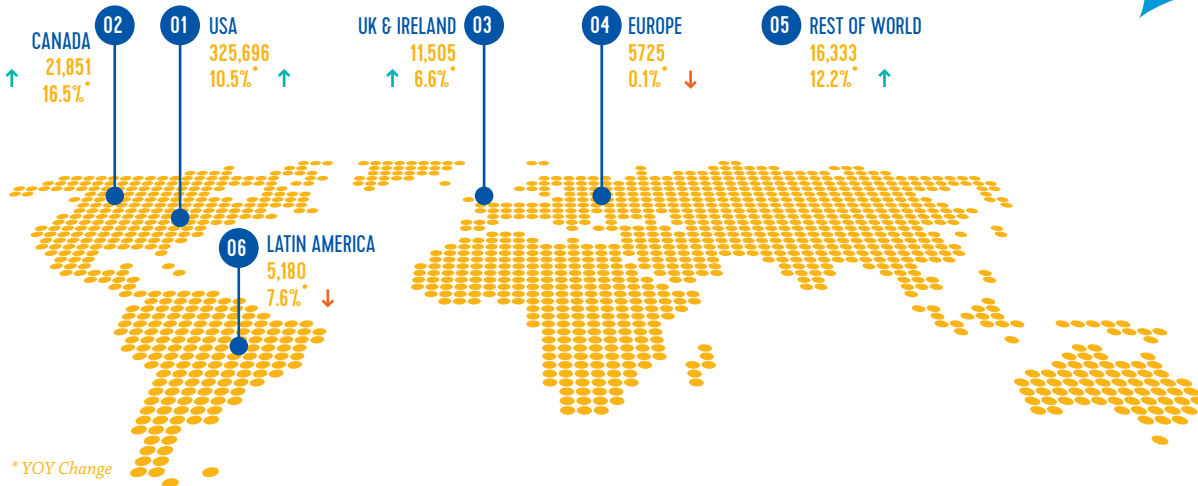 02
CANADA
21,851
16.5%*
01
USA
325,696
10.5%*
UK & IRELAND
03
11,505
6.6%*
04
EUROPE
5725
0.1%*
05
REST OF WORLD
16,333
12.2%*
06
LATIN AMERICA
5,180
7.6%*
* YOY Change